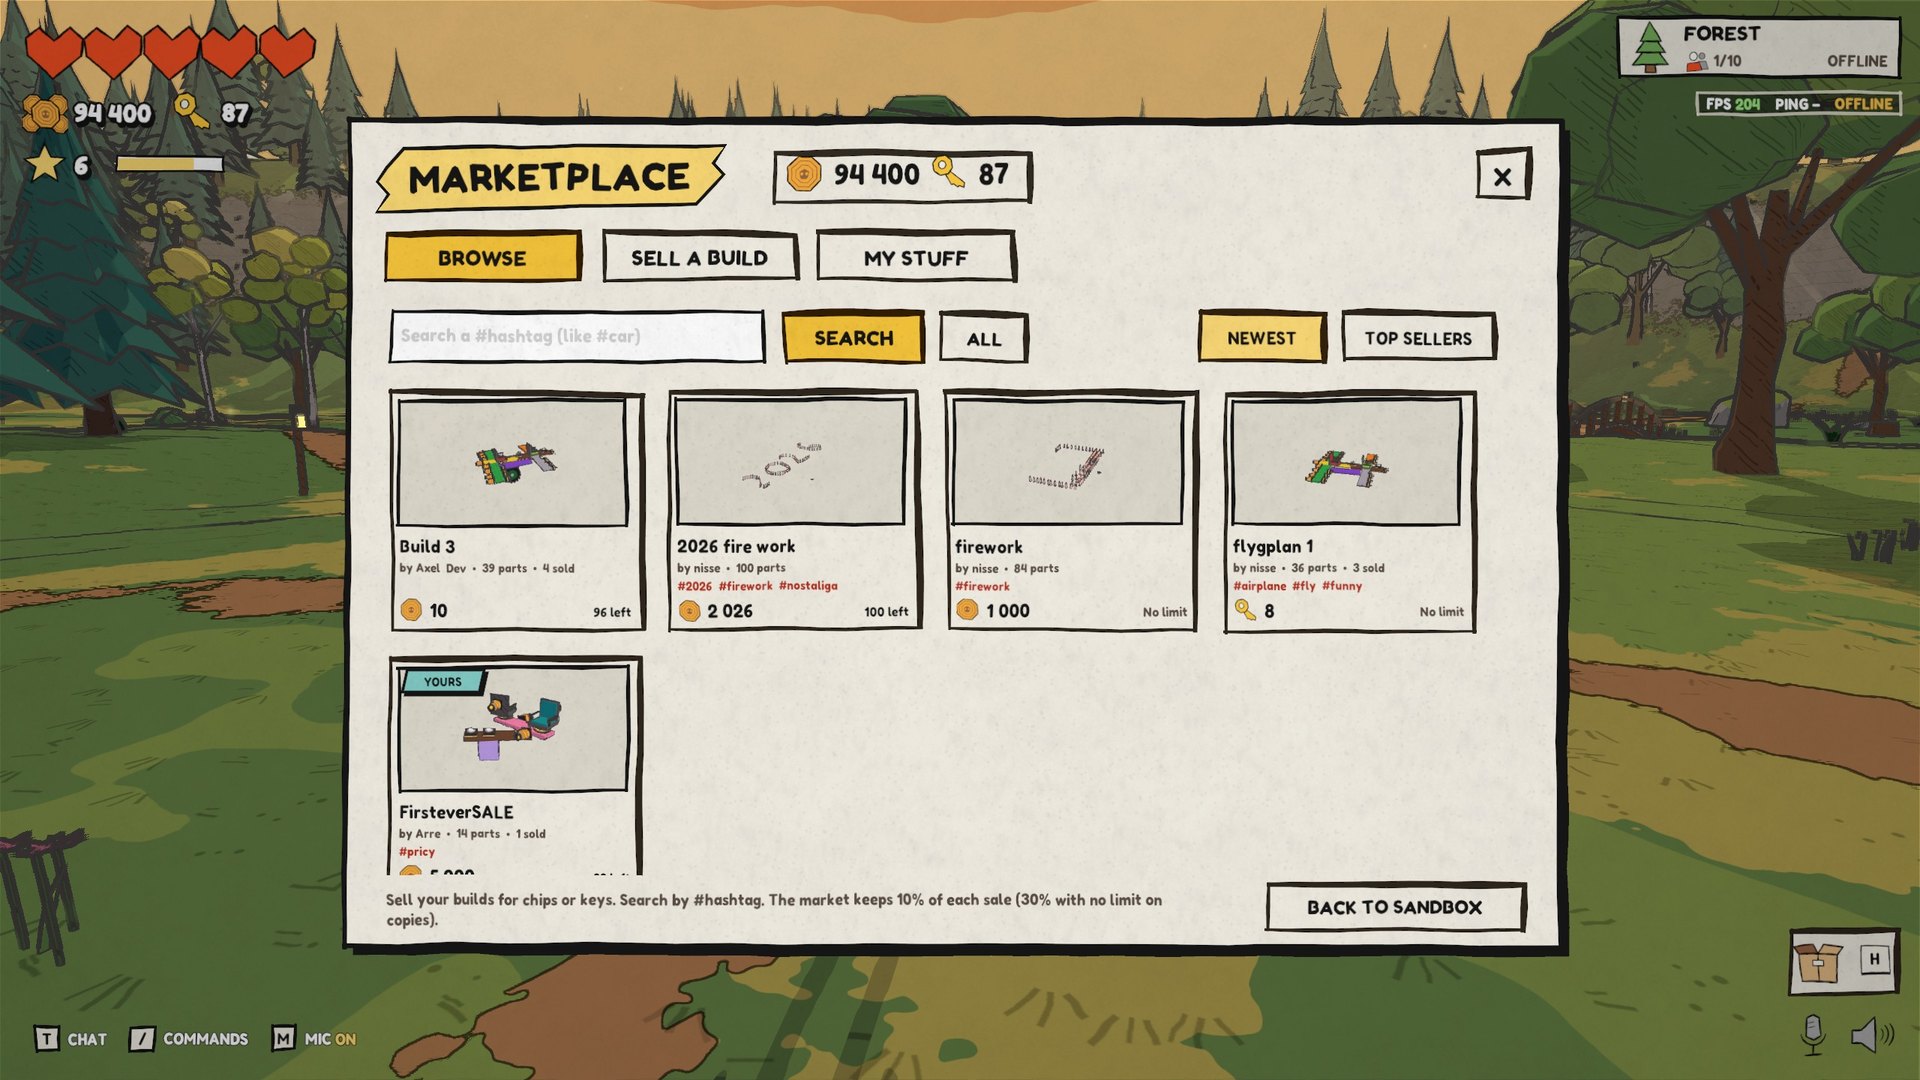 94 400 87
6
FOREST
1/10 OFFLINE
FPS 204 PING - OFFLINE
MARKETPLACE
94 400 87
X
BROWSE SELL A BUILD MY STUFF
Search a #hashtag (like #car) SEARCH ALL NEWEST TOP SELLERS
Build 3
by Axel Dev • 39 parts • 4 sold
10 96 left
2026 fire work
by nisse • 100 parts
#2026 #firework #nostaliga
2 026 100 left
firework
by nisse • 84 parts
#firework
1 000 No limit
flygplan 1
by nisse • 36 parts • 3 sold
#airplane #fly #funny
8 No limit
YOURS
FirsteverSALE
by Arre • 14 parts • 1 sold
#pricy
Sell your builds for chips or keys. Search by #hashtag. The market keeps 10% of each sale (30% with no limit on
copies).
BACK TO SANDBOX
H
T CHAT / COMMANDS M MIC ON